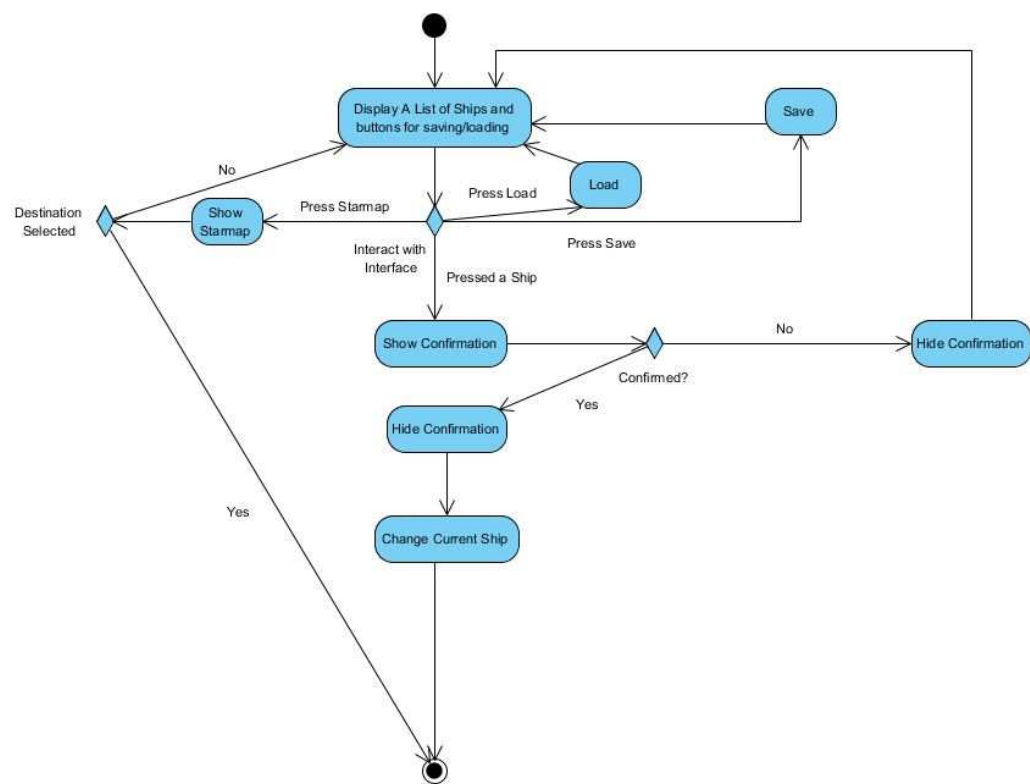 Display A List of Ships and
buttons for saving/loading
Save
No
Press Load
Load
Destination
Selected
Show
Starmap
Press Starmap
Interact with
Interface
Press Save
Pressed a Ship
Show Confirmation
Confirmed?
No
Hide Confirmation
Yes
Hide Confirmation
Yes
Change Current Ship